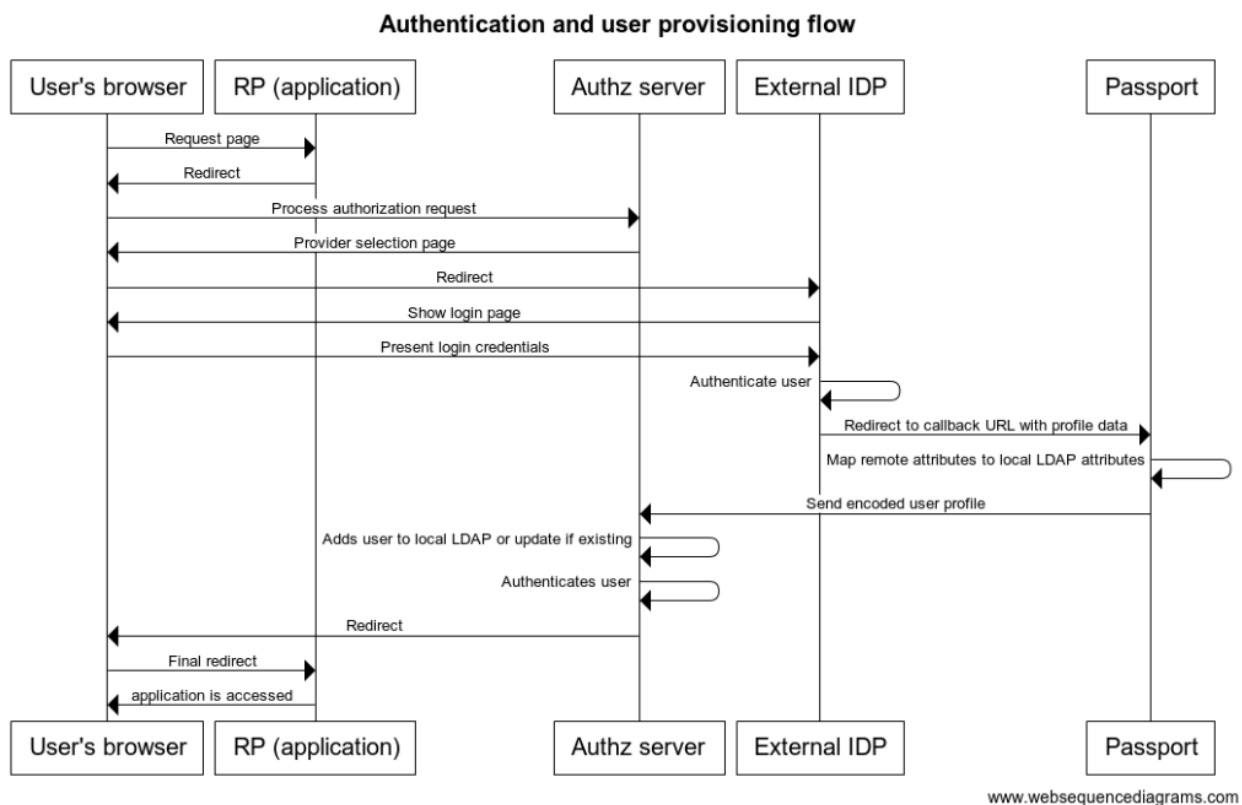 Authentication and user provisioning flow
User's browser
RP (application)
Authz server
External IDP
Passport
Request page
Redirect
Process authorization request
Provider selection page
Redirect
Show login page
Present login credentials
Authenticate user
Redirect to callback URL with profile data
Map remote attributes to local LDAP attributes
Send encoded user profile
Adds user to local LDAP or update if existing
Authenticates user
Redirect
Final redirect
application is accessed
User's browser
RP (application)
Authz server
External IDP
Passport
www.websequencediagrams.com